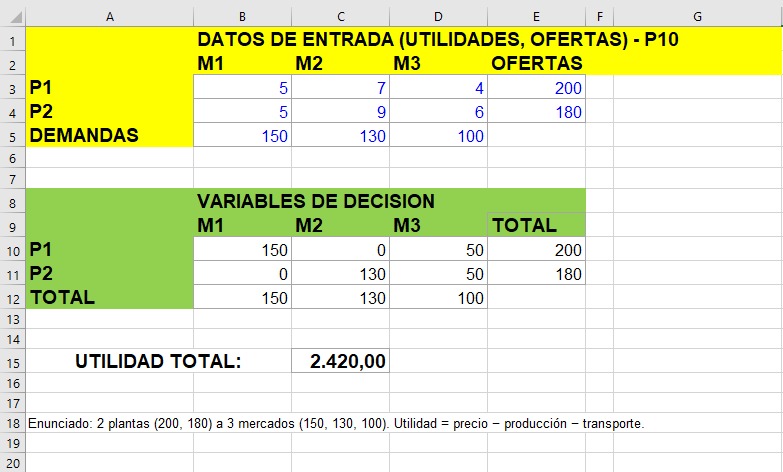 A B C D E F G
1 DATOS DE ENTRADA (UTILIDADES, OFERTAS) - P10
2 M1 M2 M3 OFERTAS
3 P1 5 7 4 200
4 P2 5 9 6 180
5 DEMANDAS 150 130 100
6
7
8 VARIABLES DE DECISION
9 M1 M2 M3 TOTAL
10 P1 150 0 50 200
11 P2 0 130 50 180
12 TOTAL 150 130 100
13
14
15 UTILIDAD TOTAL: 2.420,00
16
17
18 Enunciado: 2 plantas (200, 180) a 3 mercados (150, 130, 100). Utilidad = precio − producción − transporte.
19
20